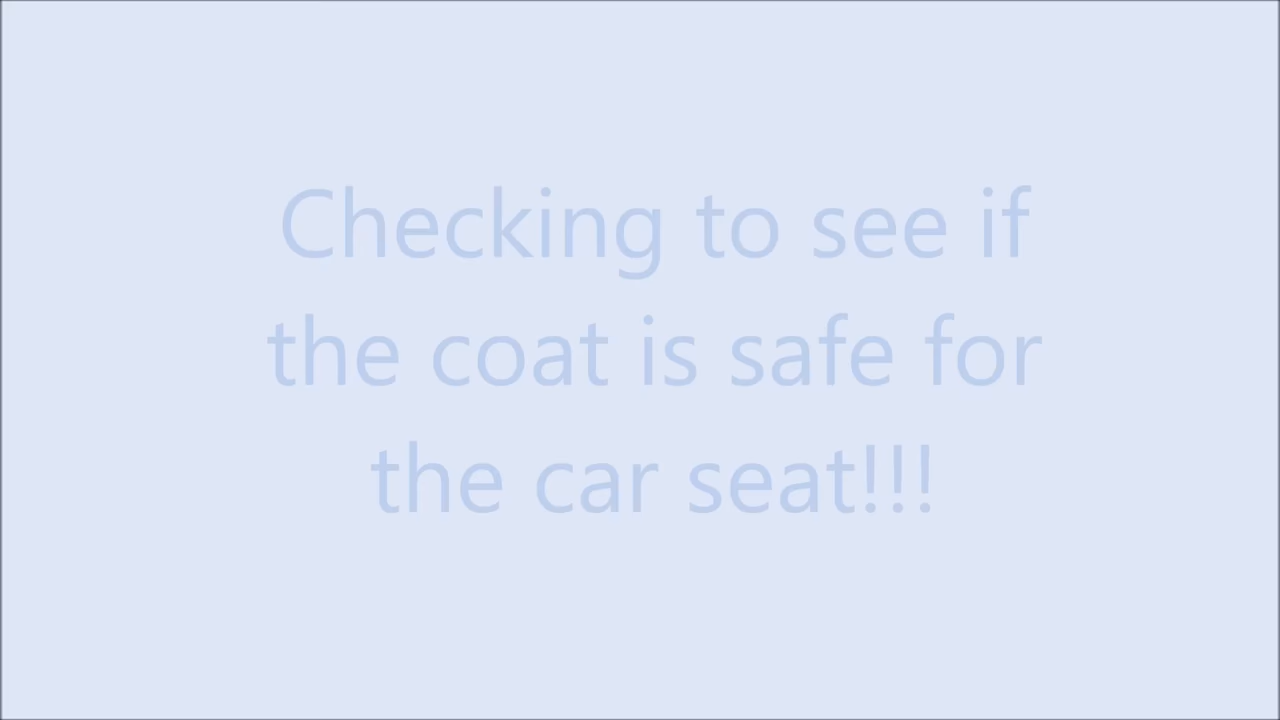 Checking to see if
the coat is safe for
the car seat!!!